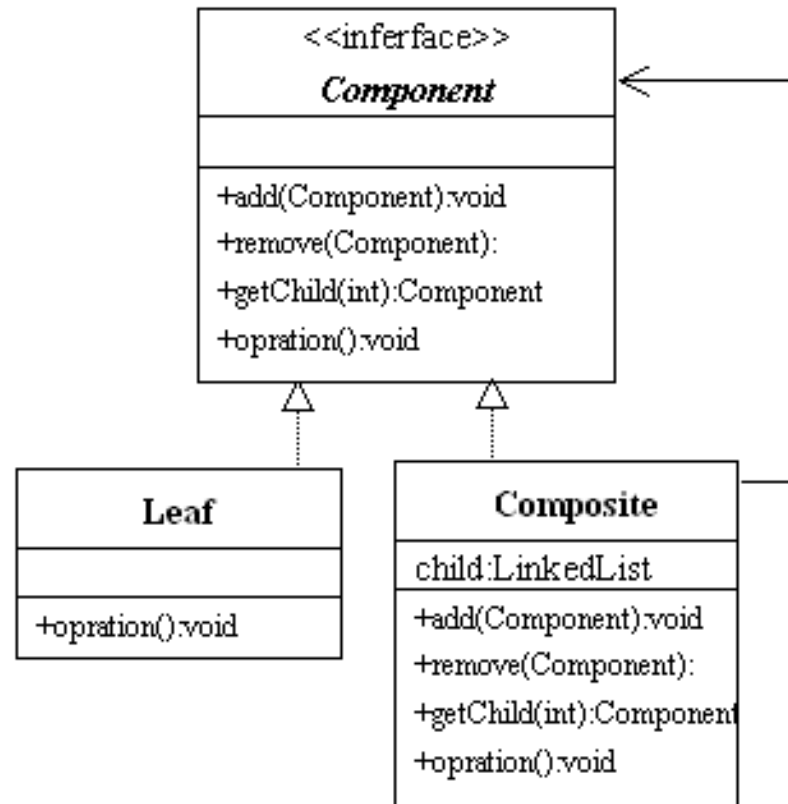 <<inferface>>
Component
+add(Component):void
+remove(Component):
+getChild(int):Component
+opration():void
Leaf
+opration():void
Composite
child:LinkedList
+add(Component):void
+remove(Component):
+getChild(int):Component
+opration():void